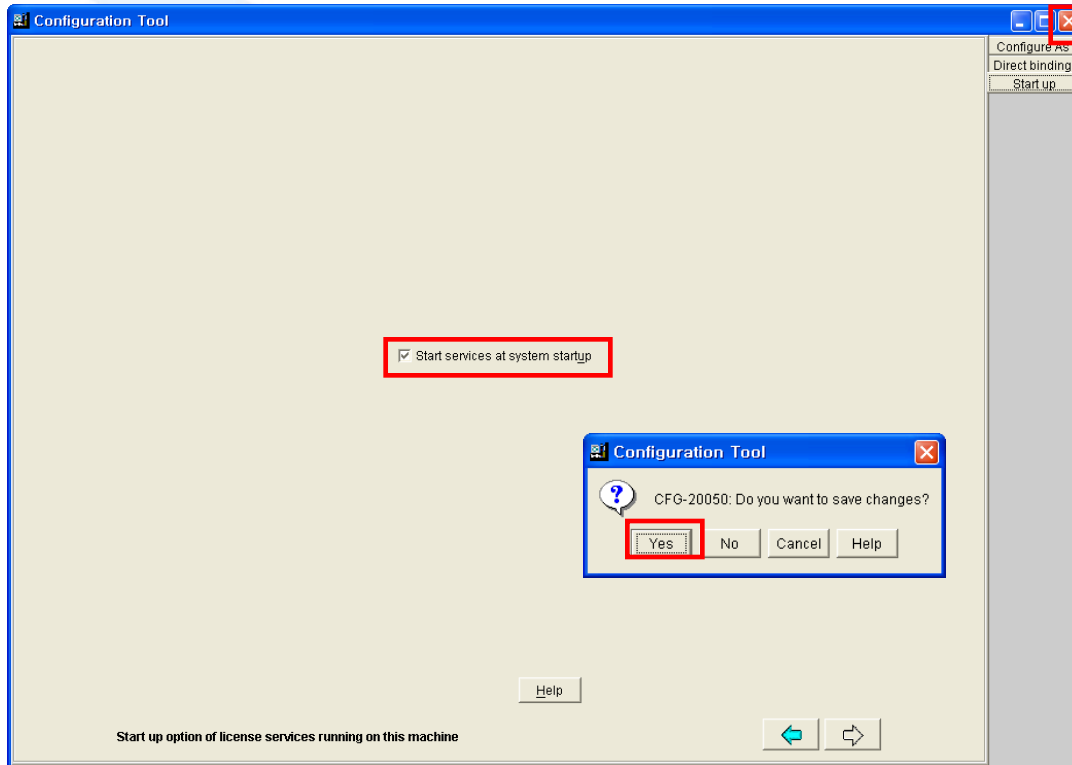 Configuration Tool
Configure As
Direct binding
Start up
Start services at system startup
Configuration Tool
CFG-20050: Do you want to save changes?
Yes No Cancel Help
Help
Start up option of license services running on this machine